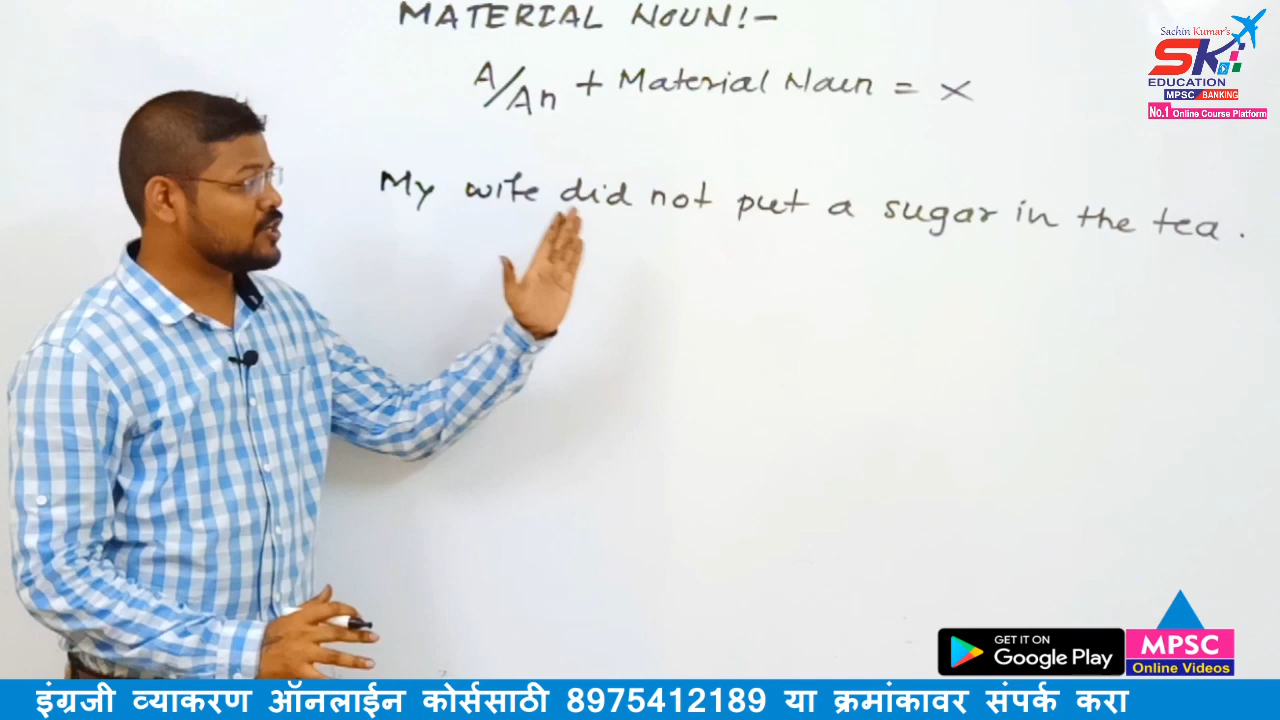 MATERIAL NOUN:-
A/An + Material Noun = ×
My wife did not put a sugar in the tea.
Sachin Kumar's
SK
EDUCATION
MPSC BANKING
No.1 Online Course Platform
GET IT ON
Google Play
MPSC
Online Videos
इंग्रजी व्याकरण ऑनलाईन कोर्ससाठी 8975412189 या क्रमांकावर संपर्क करा